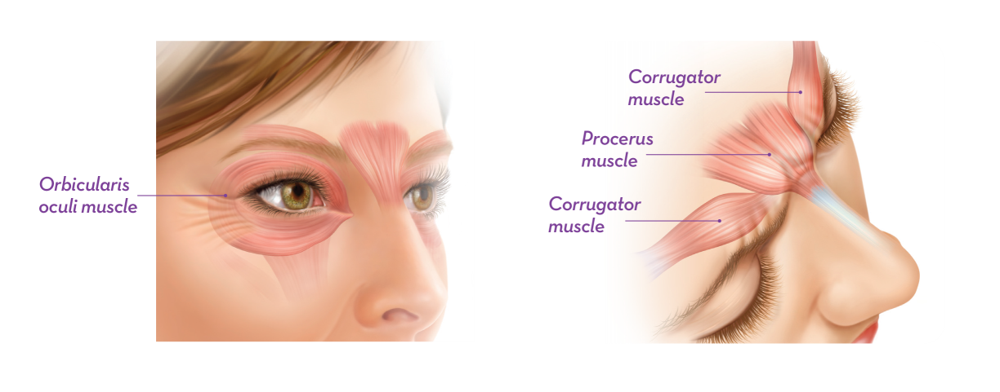 Orbicularis
oculi muscle
Corrugator
muscle
Procerus
muscle
Corrugator
muscle